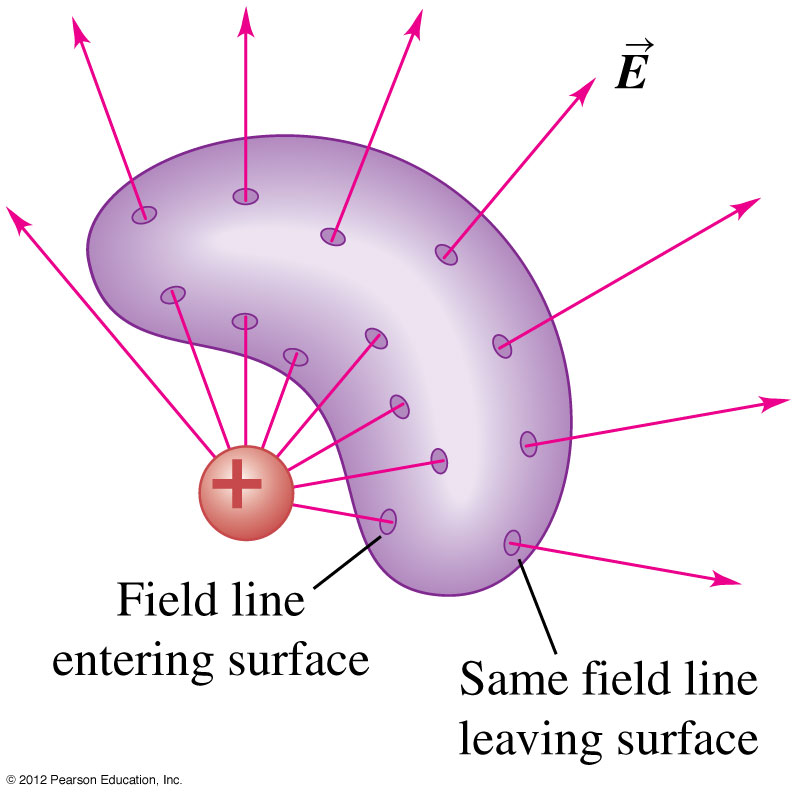 E
+
Field line
entering surface
Same field line
leaving surface
© 2012 Pearson Education, Inc.